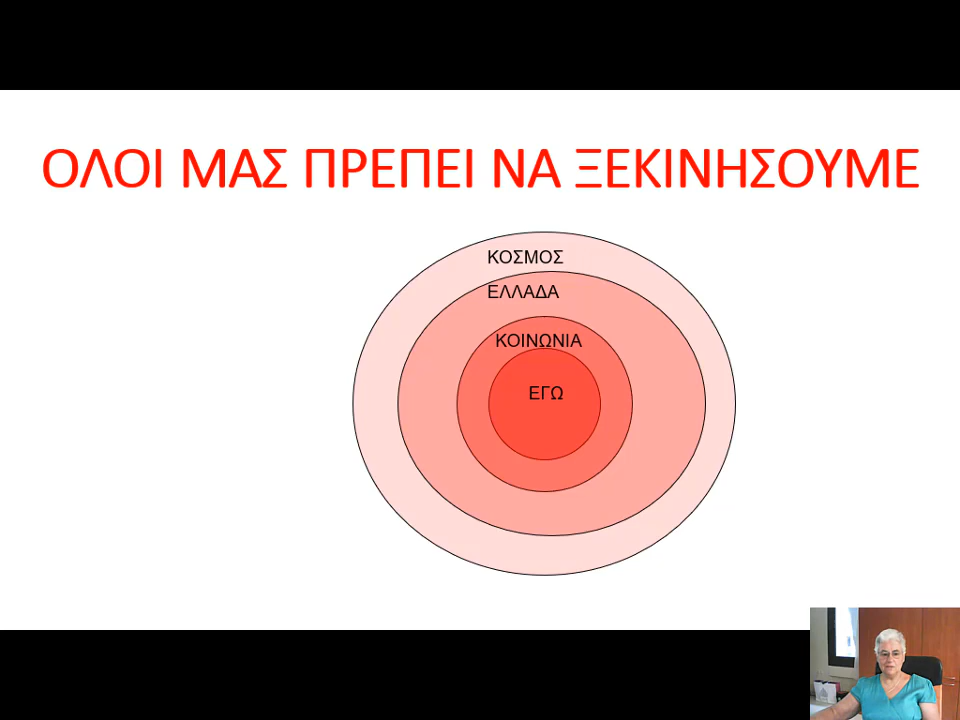 ΟΛΟΙ ΜΑΣ ΠΡΕΠΕΙ ΝΑ ΞΕΚΙΝΗΣΟΥΜΕ
ΚΟΣΜΟΣ
ΕΛΛΑΔΑ
ΚΟΙΝΩΝΙΑ
ΕΓΩ